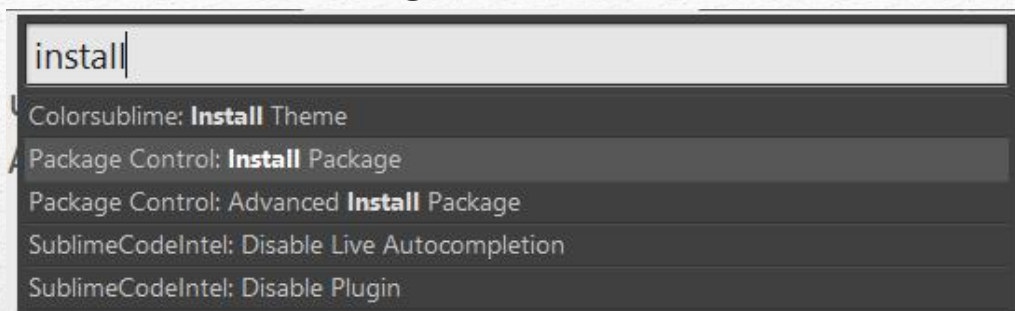 install
Colorsublime: Install Theme
Package Control: Install Package
Package Control: Advanced Install Package
SublimeCodeIntel: Disable Live Autocompletion
SublimeCodeIntel: Disable Plugin